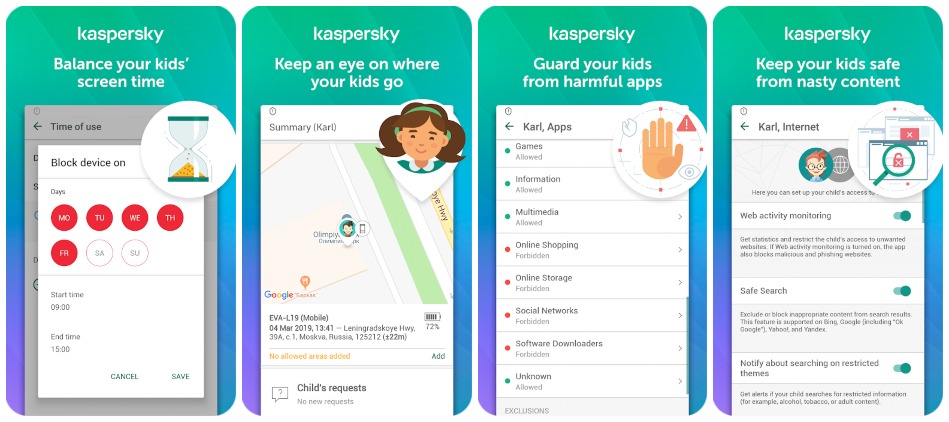 kaspersky
Balance your kids'
screen time
Time of use
Block device on
Days
MO TU WE TH
FR SA SU
Start time
09:00
End time
15:00
CANCEL SAVE
kaspersky
Keep an eye on where
your kids go
Summary (Karl)
Olimpiy
Google
EVA-L19 (Mobile)
04 Mar 2019, 13:41 — Leningradskoye Hwy,
39A, с.1, Moskva, Russia, 125212 (±22m)
72%
No allowed areas added Add
Child's requests
No new requests
kaspersky
Guard your kids
from harmful apps
Karl, Apps
Games
Allowed
Information
Allowed
Multimedia
Allowed
Online Shopping
Forbidden
Online Storage
Forbidden
Social Networks
Forbidden
Software Downloaders
Forbidden
Unknown
Allowed
EXCLUSIONS
kaspersky
Keep your kids safe
from nasty content
Karl, Internet
Here you can set up your child's access to
Web activity monitoring
Get statistics and restrict the child's access to unwanted
websites. If Web activity monitoring is turned on, the app
also blocks malicious and phishing websites.
Safe Search
Exclude or block inappropriate content from search results.
This feature is supported on Bing, Google (including "Ok
Google"), Yahoo!, and Yandex.
Notify about searching on restricted
themes
Get alerts if your child searches for restricted information
(for example, alcohol, tobacco, or adult content).